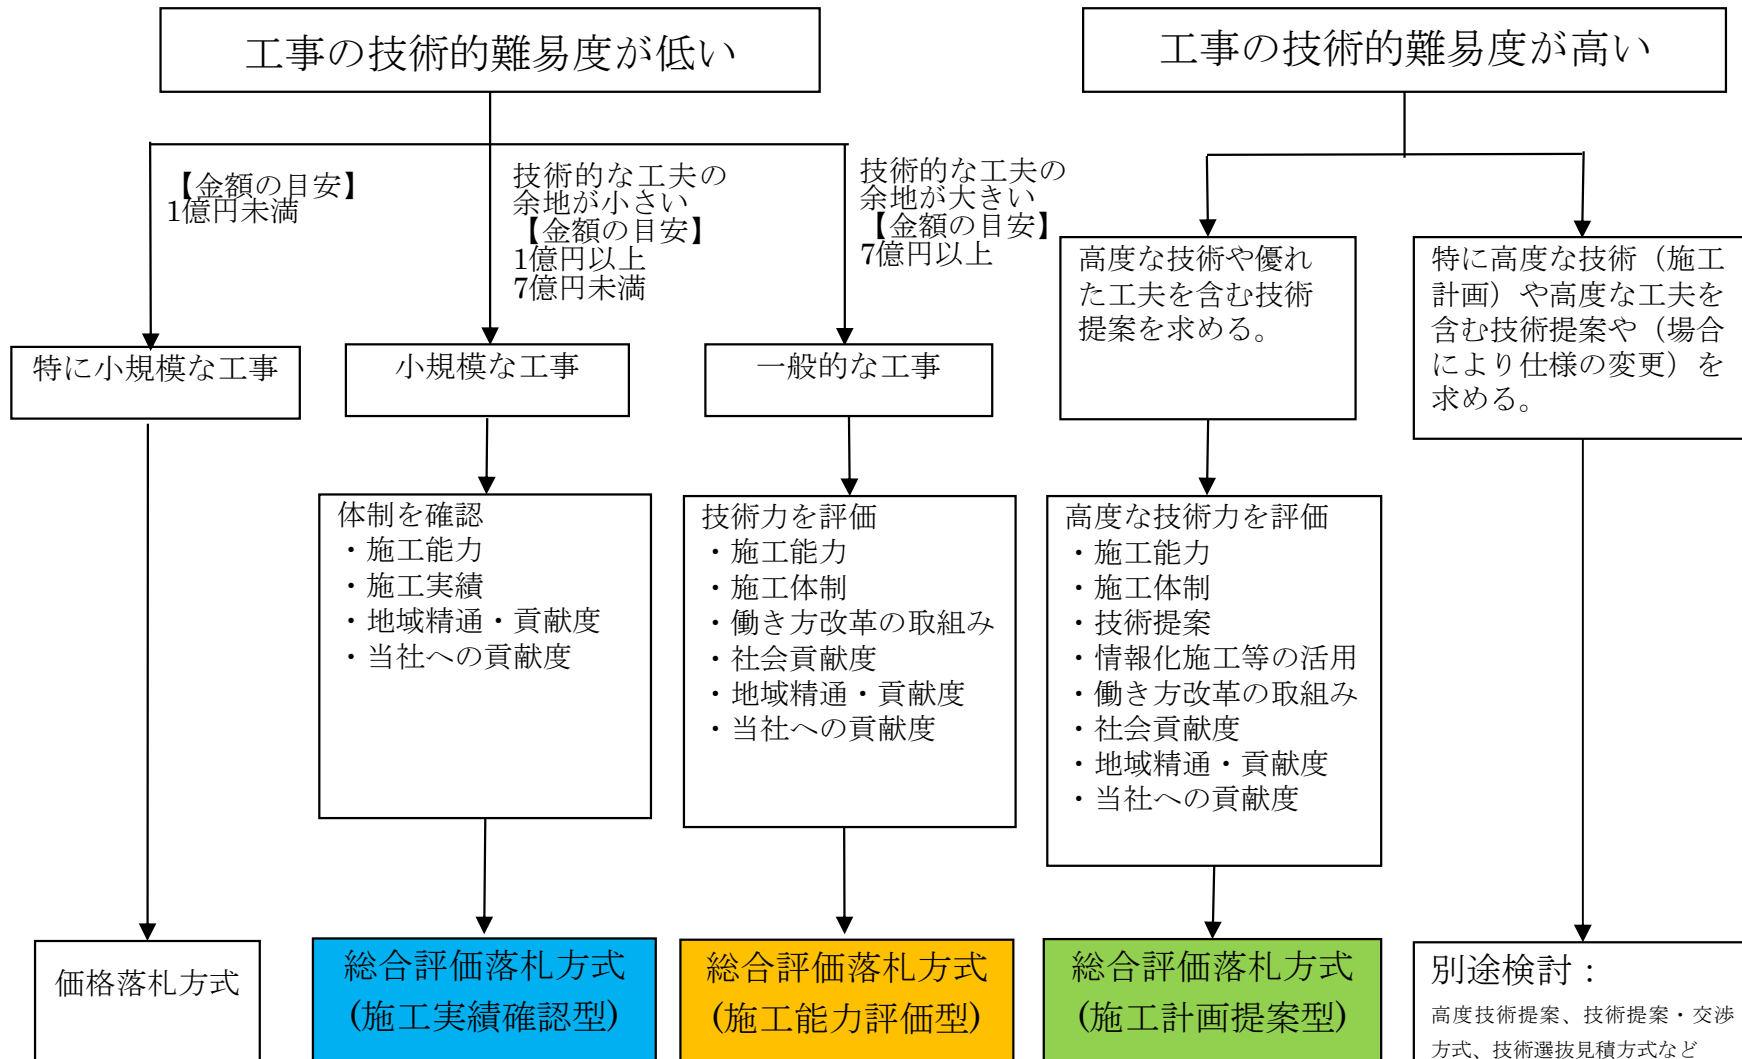 工事の技術的難易度が低い
工事の技術的難易度が高い
【金額の目安】
1億円未満
技術的な工夫の
余地が小さい
【金額の目安】
1億円以上
7億円未満
技術的な工夫の
余地が大きい
【金額の目安】
7億円以上
特に小規模な工事
小規模な工事
一般的な工事
高度な技術や優れ
た工夫を含む技術
提案を求める。
特に高度な技術（施工
計画）や高度な工夫を
含む技術提案や（場合
により仕様の変更）を
求める。
体制を確認
・施工能力
・施工実績
・地域精通・貢献度
・当社への貢献度
技術力を評価
・施工能力
・施工体制
・働き方改革の取組み
・社会貢献度
・地域精通・貢献度
・当社への貢献度
高度な技術力を評価
・施工能力
・施工体制
・技術提案
・情報化施工等の活用
・働き方改革の取組み
・社会貢献度
・地域精通・貢献度
・当社への貢献度
価格落札方式
総合評価落札方式
(施工実績確認型)
総合評価落札方式
(施工能力評価型)
総合評価落札方式
(施工計画提案型)
別途検討：
高度技術提案、技術提案・交渉
方式、技術選抜見積方式など